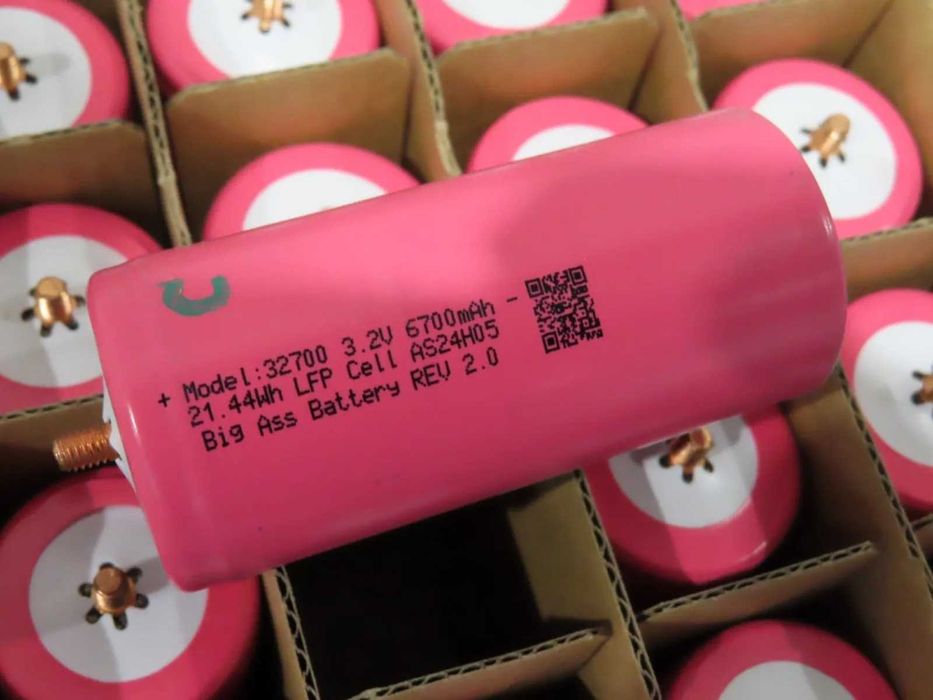 C
+ Model:32700 3.2V 6700mAh -
21.44Wh LFP Cell AS24H05
Big Ass Battery REV 2.0